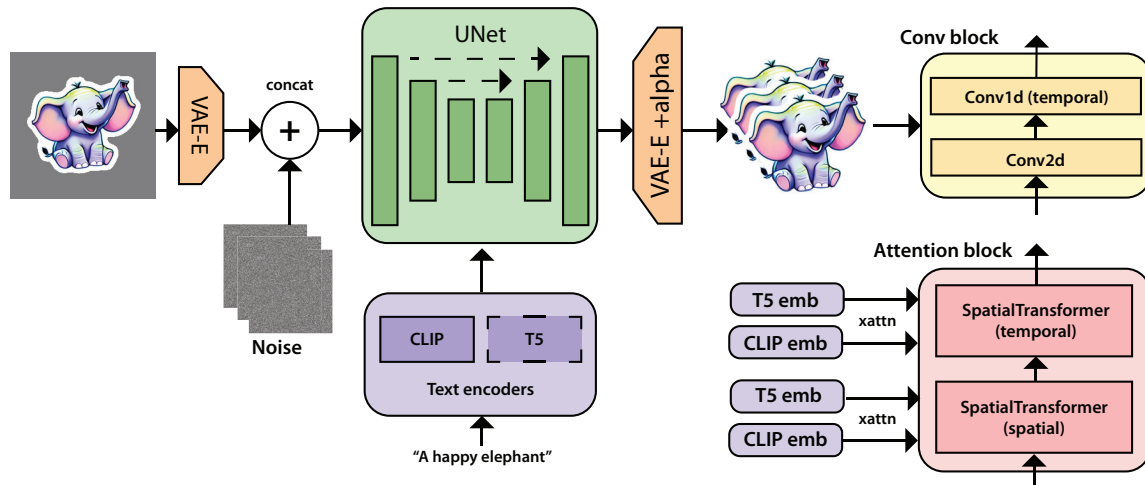 UNet
VAE-E
concat
+
VAE-E +alpha
Noise
CLIP
T5
Text encoders
“A happy elephant”
Conv block
Conv1d (temporal)
Conv2d
Attention block
T5 emb
xattn
CLIP emb
SpatialTransformer
(temporal)
T5 emb
xattn
CLIP emb
SpatialTransformer
(spatial)